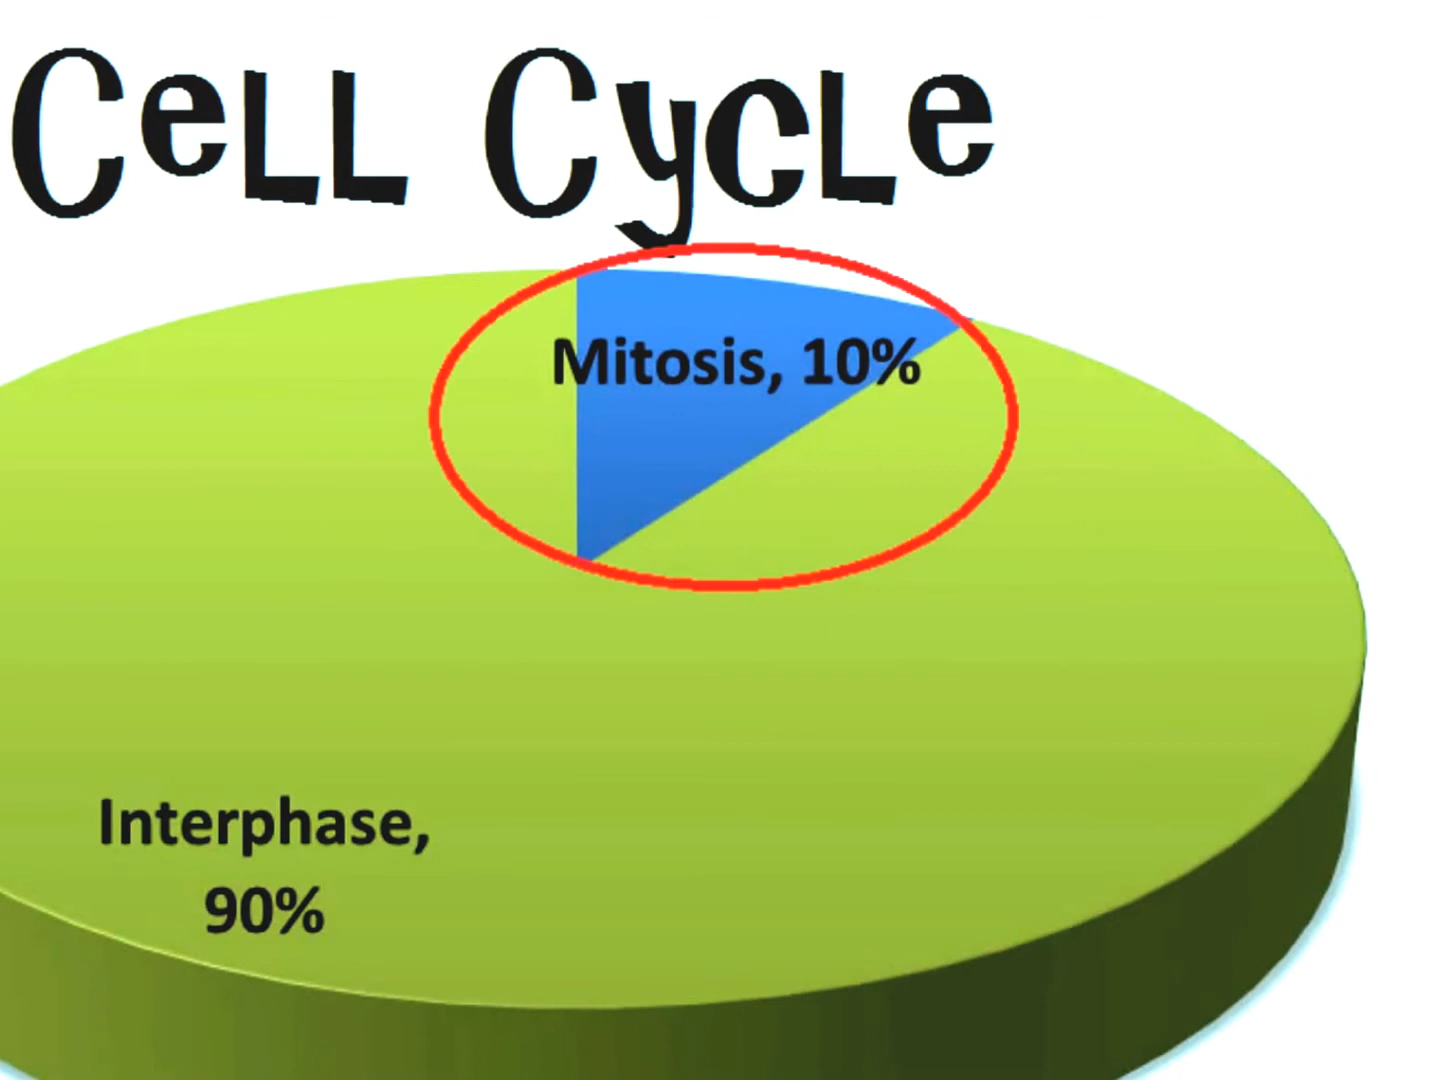 Cell Cycle
Mitosis, 10%
Interphase,
90%